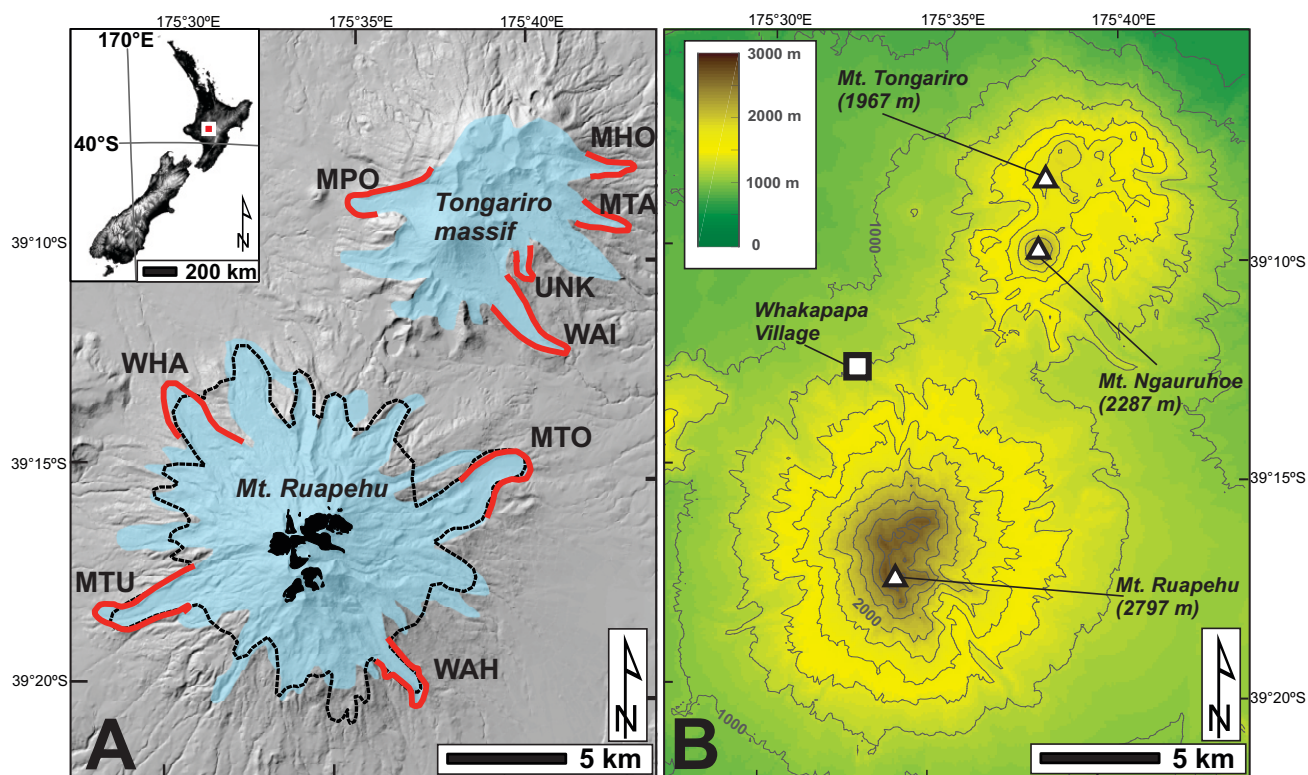 175°30'E
175°35'E
175°40'E
175°30'E
175°35'E
175°40'E
170°E
40°S
N
200 km
39°10'S
39°15'S
39°20'S
MHO
MPO
Tongariro
massif
MTA
UNK
WAI
WHA
MTO
Mt. Ruapehu
MTU
WAH
N
A
5 km
3000 m
2000 m
1000 m
0
Mt. Tongariro
(1967 m)
1000
39°10'S
Whakapapa
Village
Mt. Ngauruhoe
(2287 m)
39°15'S
Mt. Ruapehu
(2797 m)
2000
39°20'S
1000
N
B
5 km